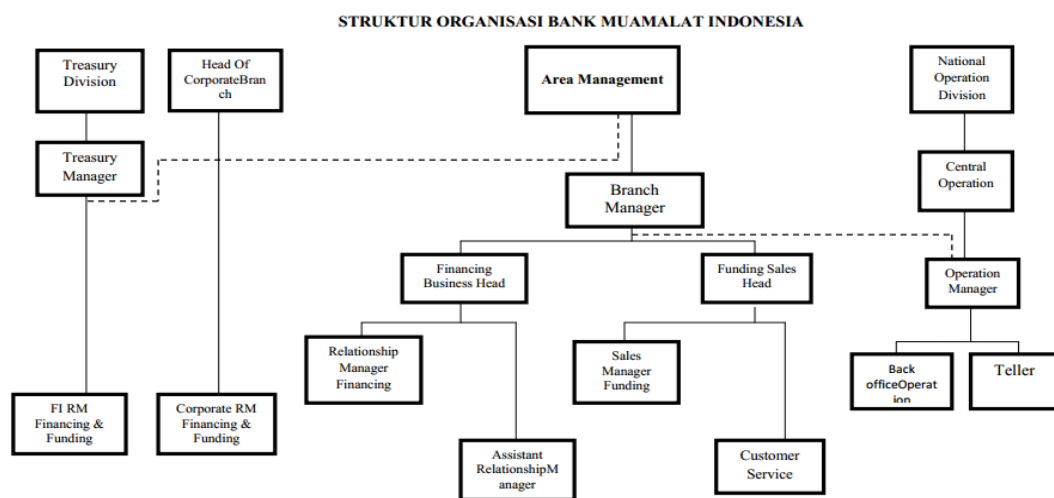 STRUKTUR ORGANISASI BANK MUAMALAT INDONESIA
Treasury
Division
Head Of
CorporateBran
ch
Area Management
National
Operation
Division
Treasury
Manager
Central
Operation
Branch
Manager
Financing
Business Head
Funding Sales
Head
Operation
Manager
Relationship
Manager
Financing
Sales
Manager
Funding
Back
officeOperat
ion
Teller
FI RM
Financing &
Funding
Corporate RM
Financing &
Funding
Assistant
RelationshipM
anager
Customer
Service